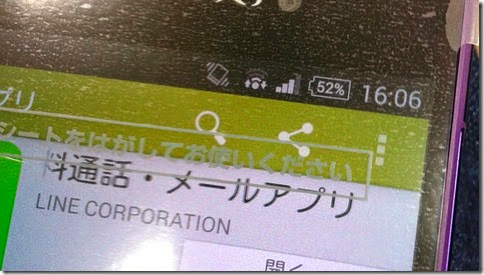 52% 16:06
プリ
シートをはがしてお使いください
料通話・メールアプリ
LINE CORPORATION
開く